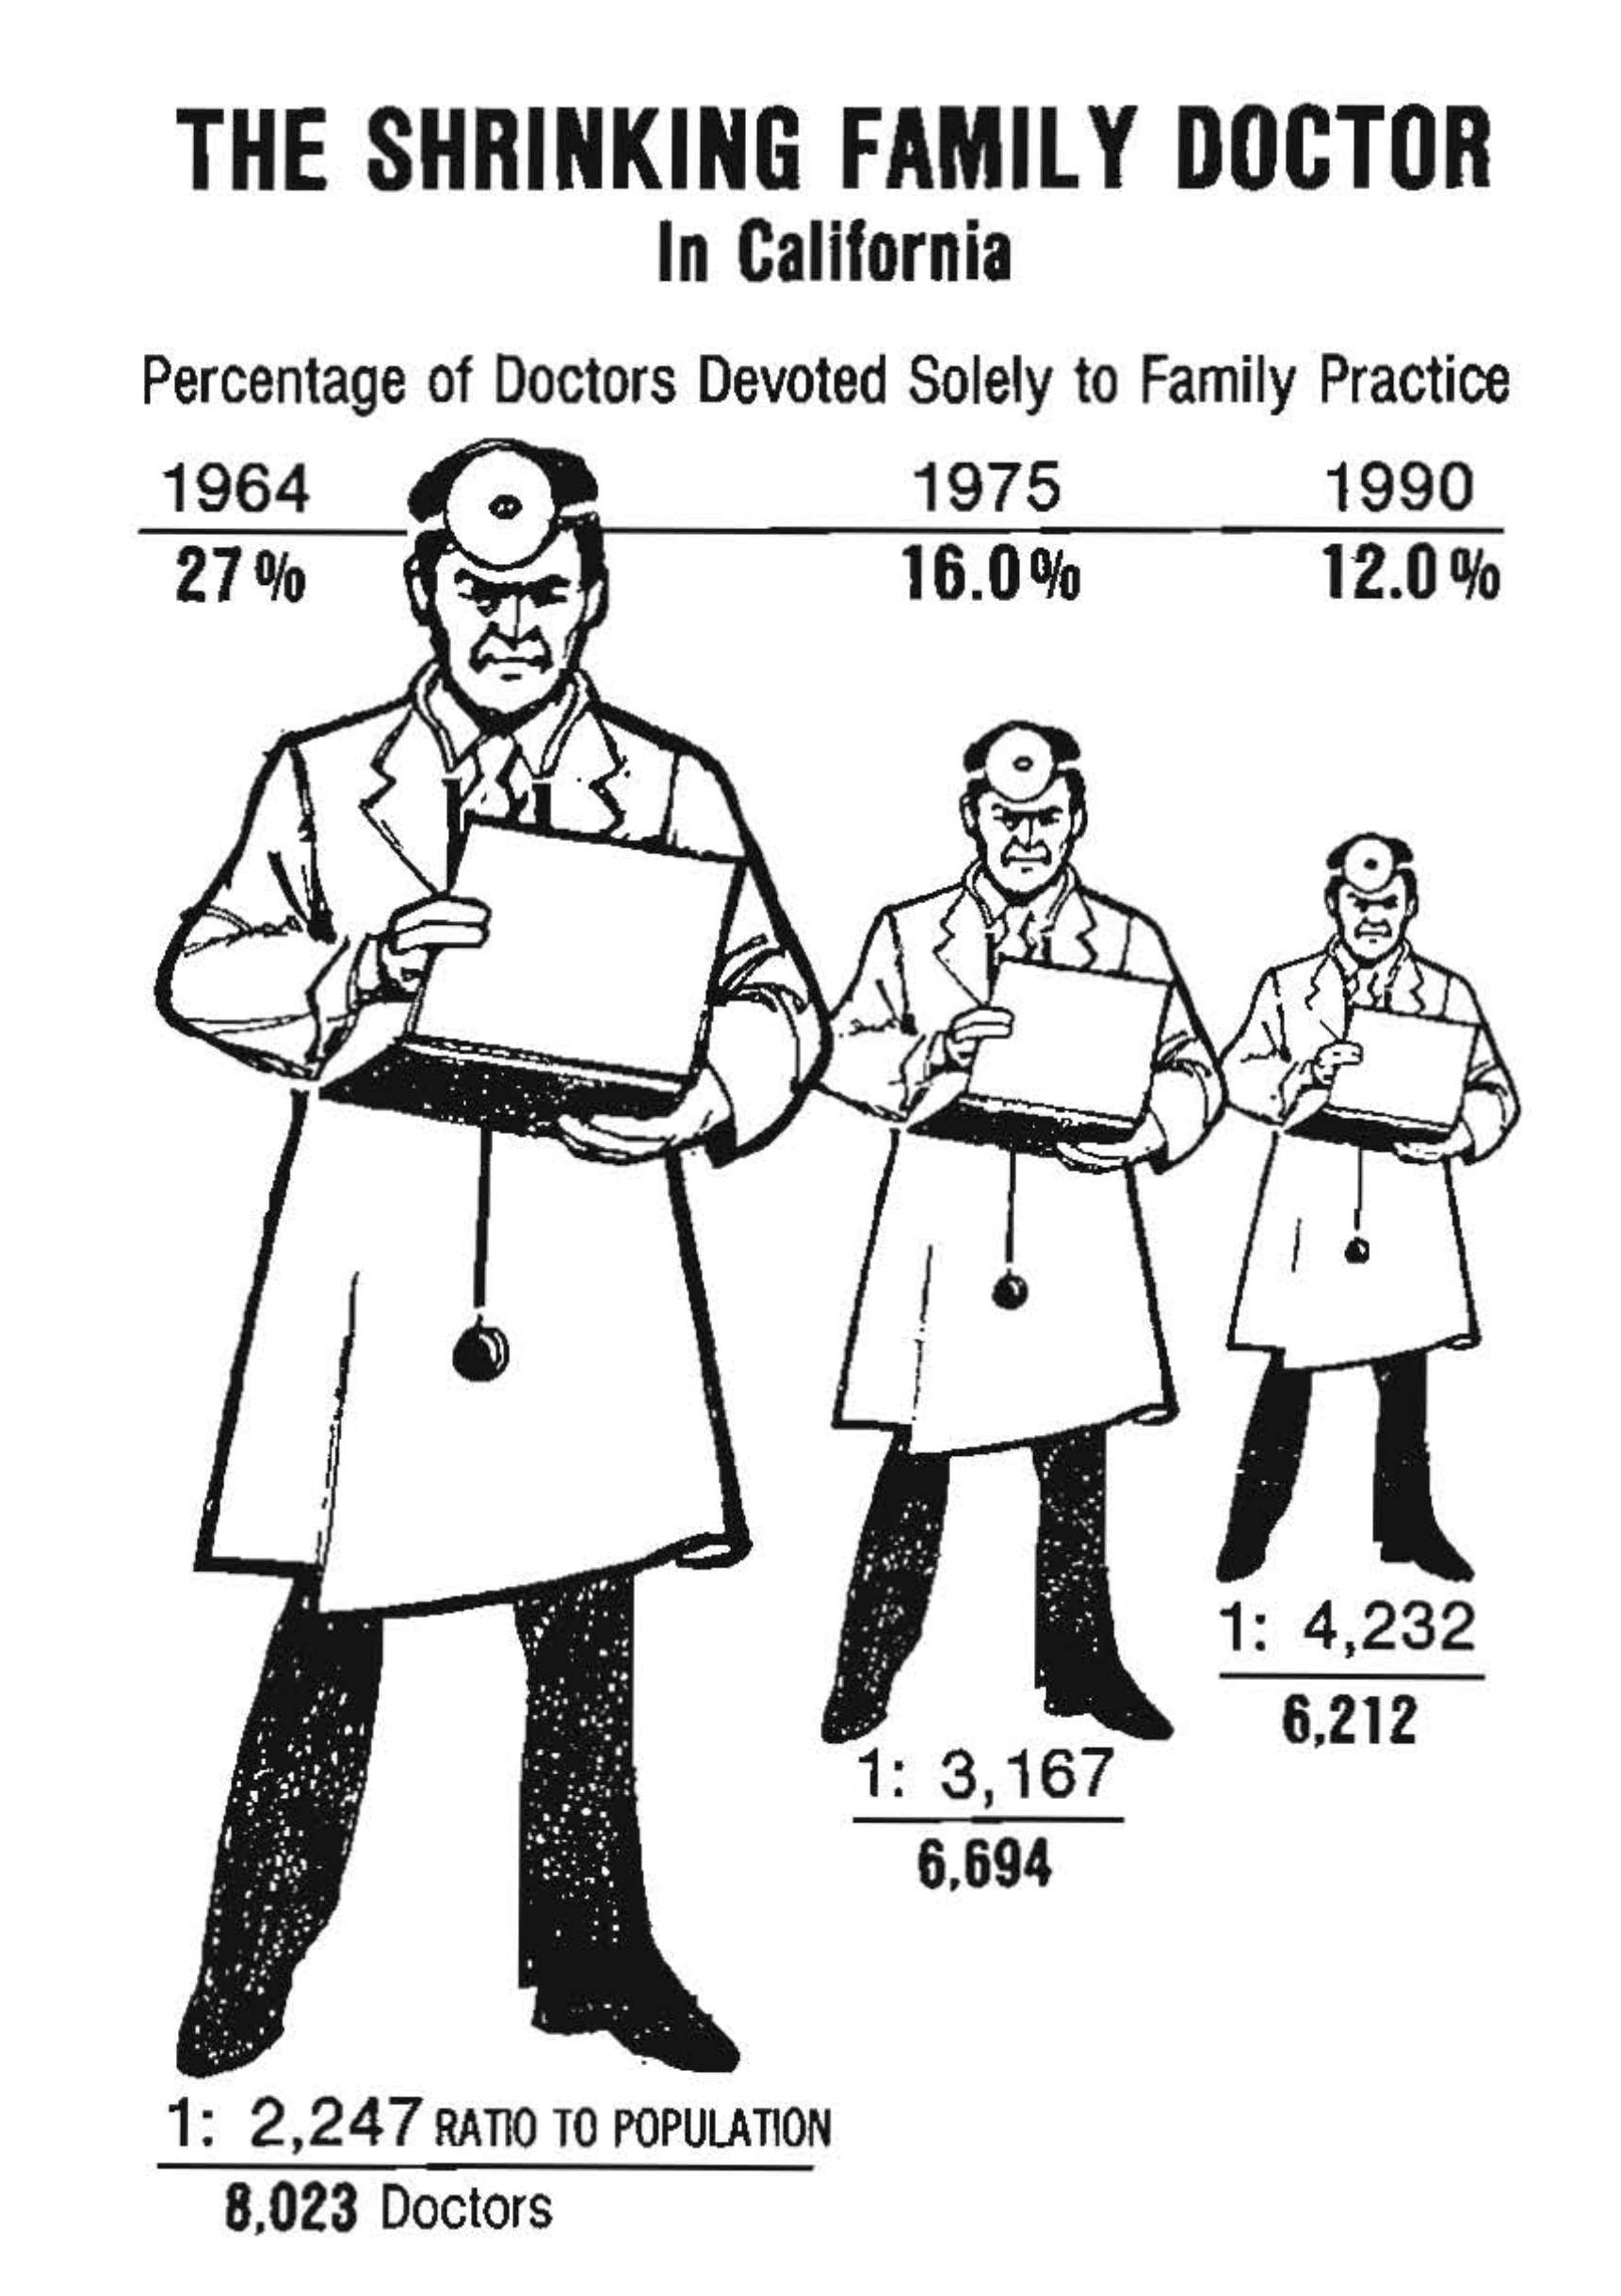 THE SHRINKING FAMILY DOCTOR
In California
Percentage of Doctors Devoted Solely to Family Practice
1964 1975 1990
27% 16.0% 12.0%
1: 4,232
6,212
1: 3,167
6,694
1: 2,247 RATIO TO POPULATION
8,023 Doctors